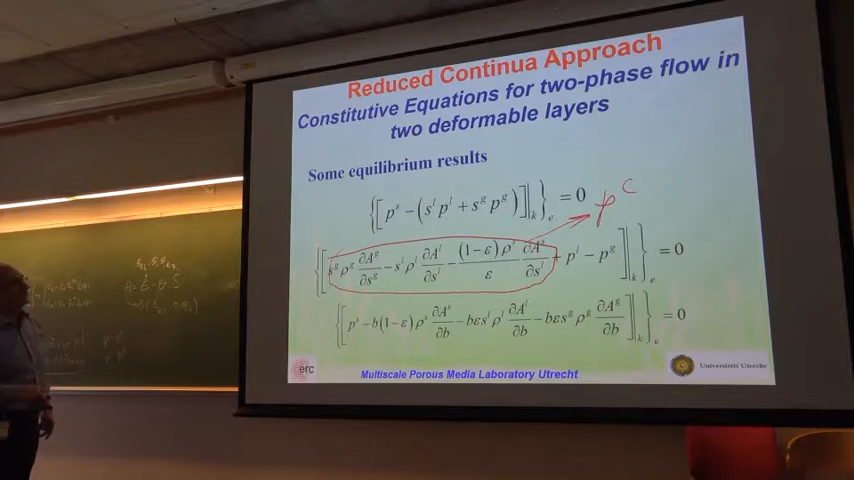 Reduced Continua Approach
Constitutive Equations for two-phase flow in
two deformable layers
Some equilibrium results
{[[p^s − (s^l p^l + s^g p^g)]]_k}_e = 0
p^c
{[[s^g ρ^g ∂A^g/∂s^g − s^l ρ^l ∂A^l/∂s^l − (1−ε)ρ^s/ε ∂A^s/∂s^l + p^l − p^g]]_k}_e = 0
{[[p^s − b(1−ε)ρ^s ∂A^s/∂b − bεs^l ρ^l ∂A^l/∂b − bεs^g ρ^g ∂A^g/∂b]]_k}_e = 0
erc
Multiscale Porous Media Laboratory Utrecht
Universiteit Utrecht